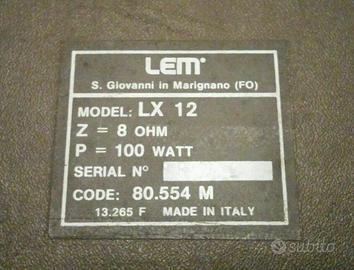 LEM
S. Giovanni in Marignano (FO)
MODEL: LX 12
Z = 8 OHM
P = 100 WATT
SERIAL N°
CODE: 80.554 M
13.265 F MADE IN ITALY
subito